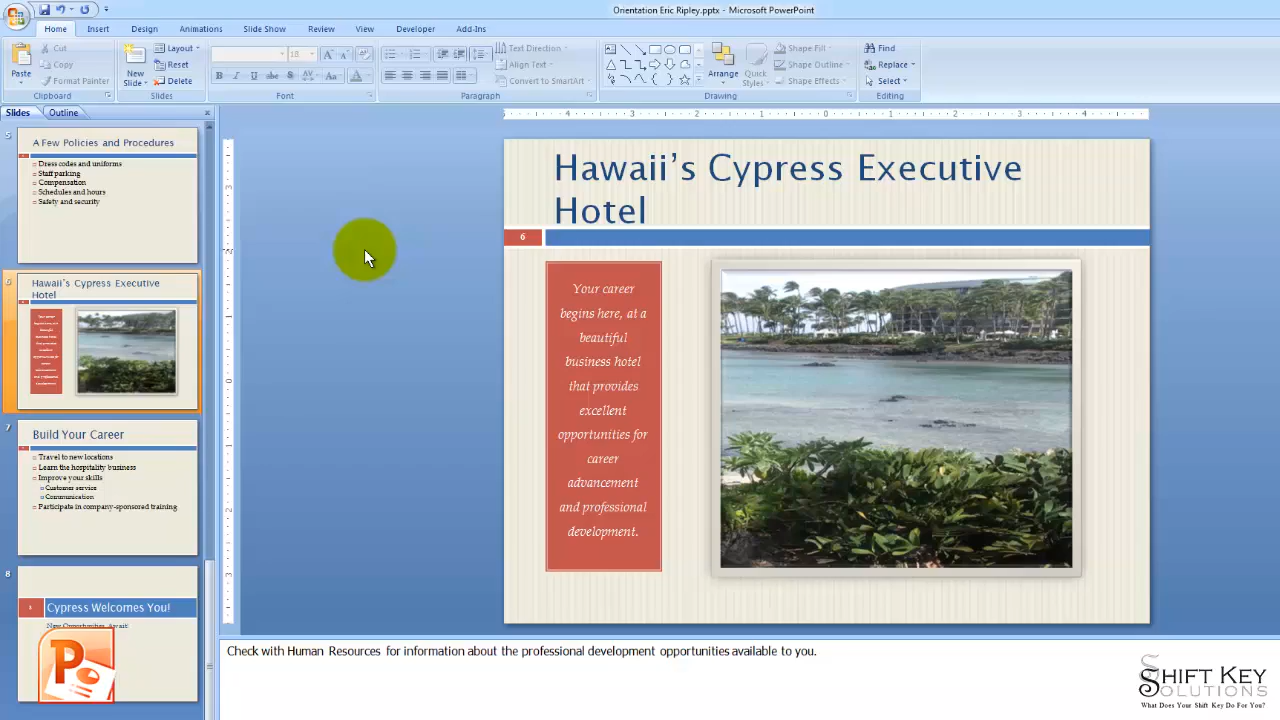 Orientation Eric Ripley.pptx - Microsoft PowerPoint
Home Insert Design Animations Slide Show Review View Developer Add-Ins
Paste
Cut
Copy
Format Painter
Clipboard
New Slide
Layout
Reset
Delete
Slides
18
Font
Text Direction
Align Text
Convert to SmartArt
Paragraph
Arrange
Quick Styles
Shape Fill
Shape Outline
Shape Effects
Drawing
Find
Replace
Select
Editing
Slides Outline
5
A Few Policies and Procedures
Dress codes and uniforms
Staff parking
Compensation
Schedules and hours
Safety and security
6
Hawaii's Cypress Executive
Hotel
7
Build Your Career
Travel to new locations
Learn the hospitality business
Improve your skills
Customer service
Communication
Participate in company-sponsored training
8
Cypress Welcomes You!
New Opportunities Await!
Hawaii's Cypress Executive
Hotel
6
Your career
begins here, at a
beautiful
business hotel
that provides
excellent
opportunities for
career
advancement
and professional
development.
Check with Human Resources for information about the professional development opportunities available to you.
Shift Key
Solutions
What Does Your Shift Key Do For You?